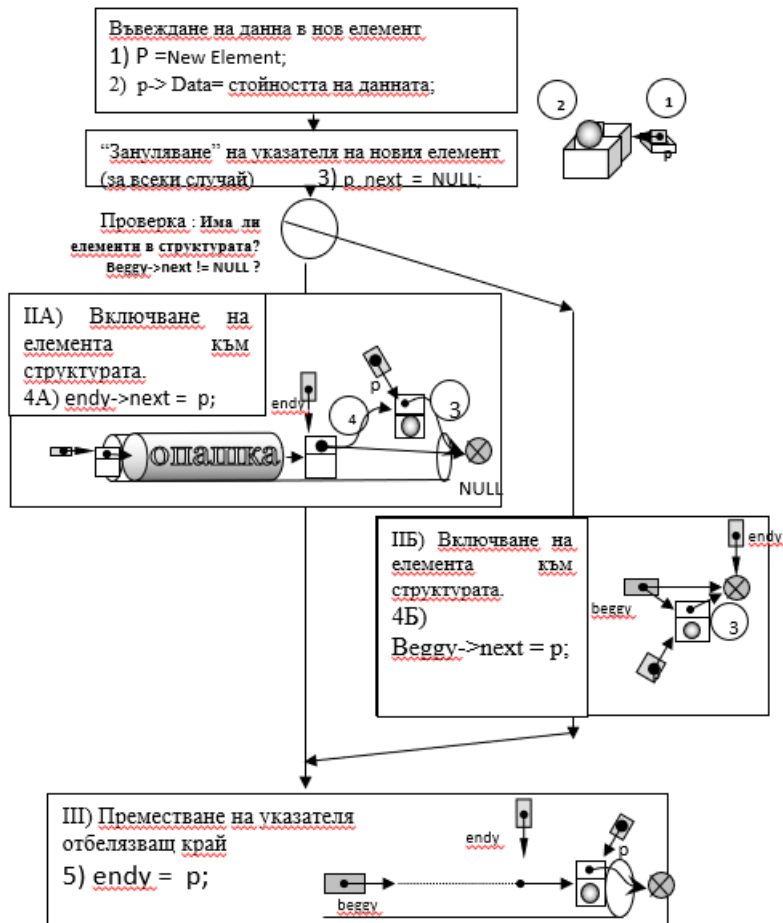 Въвеждане на данна в нов елемент
1) P =New Element;
2) p-> Data= стойността на данната;
2
1
p
“Зануляване” на указателя на новия елемент
(за всеки случай) 3) p next = NULL;
Проверка : Има ли
елементи в структурата?
Beggy->next != NULL ?
IIА) Включване на
елемента към
структурата.
4А) endy->next = p;
endy
p
4
3
опашка
NULL
IIБ) Включване на
елемента към
структурата.
4Б)
Beggy->next = p;
endy
beggy
3
III) Преместване на указателя
отбелязващ край
5) endy = p;
endy
p
beggy